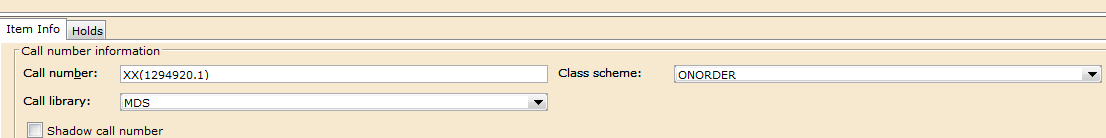 Item Info Holds
Call number information
Call number: XX(1294920.1) Class scheme: ONORDER
Call library: MDS
Shadow call number